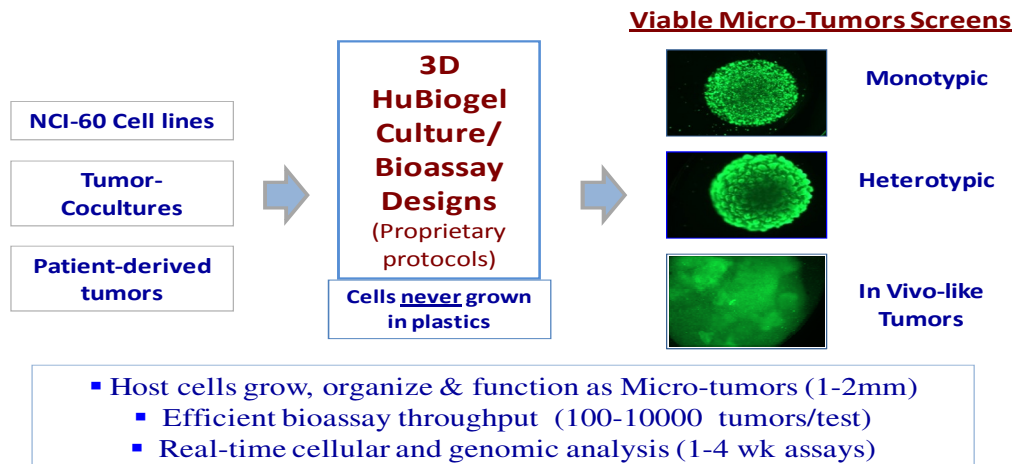 Viable Micro-Tumors Screens
NCI-60 Cell lines
Tumor-
Cocultures
Patient-derived
tumors
3D
HuBiogel
Culture/
Bioassay
Designs
(Proprietary
protocols)
Cells never grown
in plastics
Monotypic
Heterotypic
In Vivo-like
Tumors
▪ Host cells grow, organize & function as Micro-tumors (1-2mm)
▪ Efficient bioassay throughput (100-10000 tumors/test)
▪ Real-time cellular and genomic analysis (1-4 wk assays)